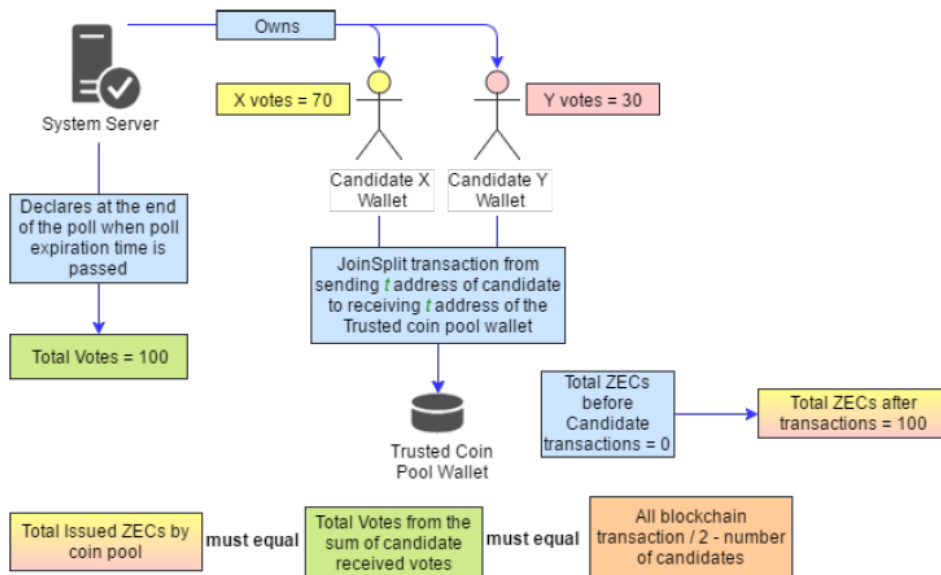 Owns
X votes = 70
Y votes = 30
System Server
Candidate X
Wallet
Candidate Y
Wallet
Declares at the end
of the poll when poll
expiration time is
passed
JoinSplit transaction from
sending t address of candidate
to receiving t address of the
Trusted coin pool wallet
Total Votes = 100
Total ZECs
before
Candidate
transactions = 0
Total ZECs after
transactions = 100
Trusted Coin
Pool Wallet
Total Issued ZECs by
coin pool
must equal
Total Votes from the
sum of candidate
received votes
must equal
All blockchain
transaction / 2 - number
of candidates